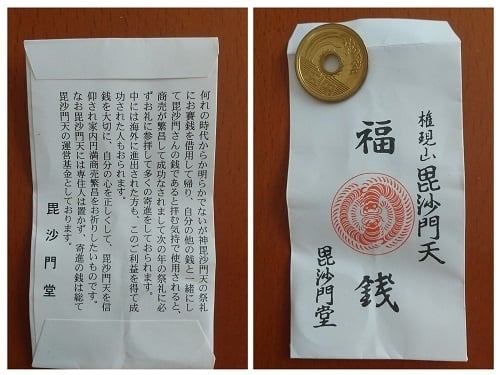 何れの時代からか明らかでないが神毘沙門天の祭礼
にお賽銭を借用して帰り、自分の他の銭と一緒にし
て毘沙門さんの銭であると拝む気持で使用されると、
商売が繁昌して成功なされまして次の年の祭礼に必
ずお礼に参拝して多くの寄進をしております。
中には海外に進出された方も、このご利益を得て成
功された人もおられます。
銭を大切に、自分の心を正しくして、毘沙門天を信
仰され家内円満商売繁昌をお祈りしたいものです。
なお毘沙門天には専住人は置かず、寄進の銭は総て
毘沙門天の運営基金としております。
毘沙門堂
権現山毘沙門天
福銭
毘沙門堂